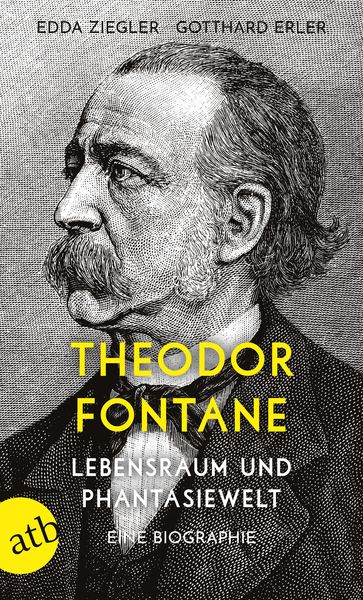 EDDA ZIEGLER GOTTHARD ERLER
THEODOR
FONTANE
LEBENSRAUM UND
PHANTASIEWELT
EINE BIOGRAPHIE
atb